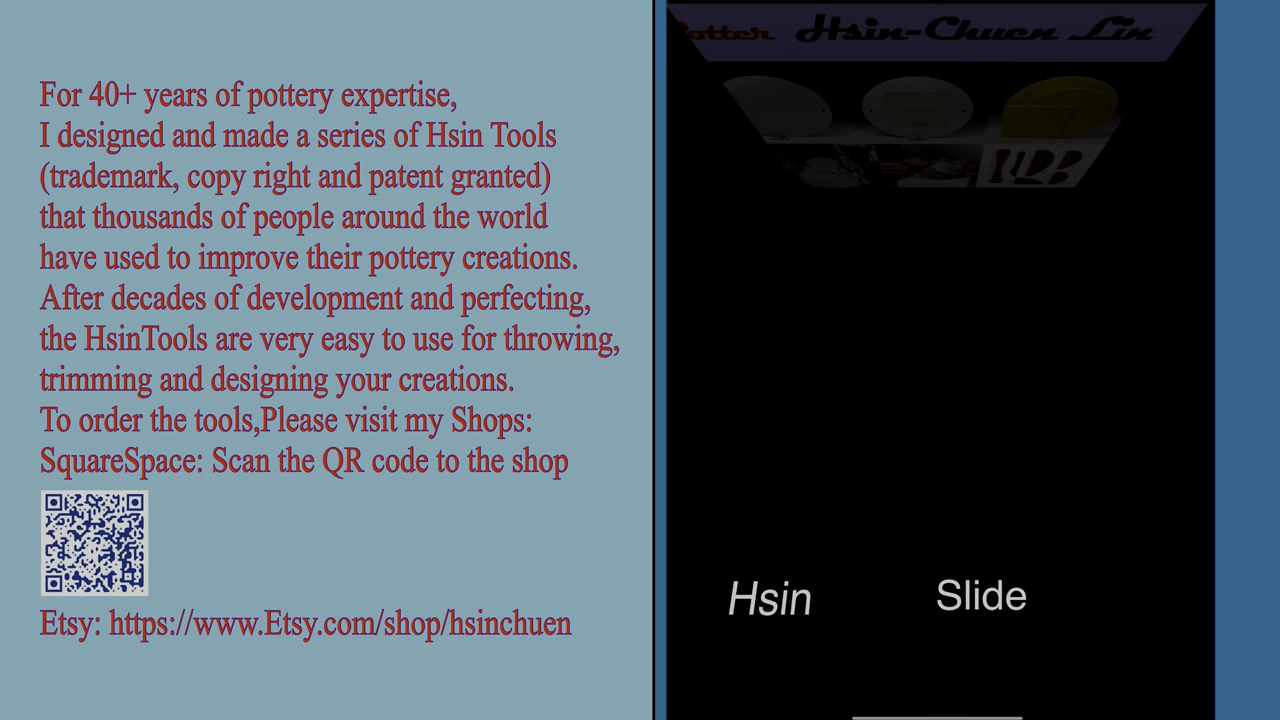 For 40+ years of pottery expertise,
I designed and made a series of Hsin Tools
(trademark, copy right and patent granted)
that thousands of people around the world
have used to improve their pottery creations.
After decades of development and perfecting,
the HsinTools are very easy to use for throwing,
trimming and designing your creations.
To order the tools,Please visit my Shops:
SquareSpace: Scan the QR code to the shop
Etsy: https://www.Etsy.com/shop/hsinchuen
Potter Hsin-Chuen Lin
Hsin Slide